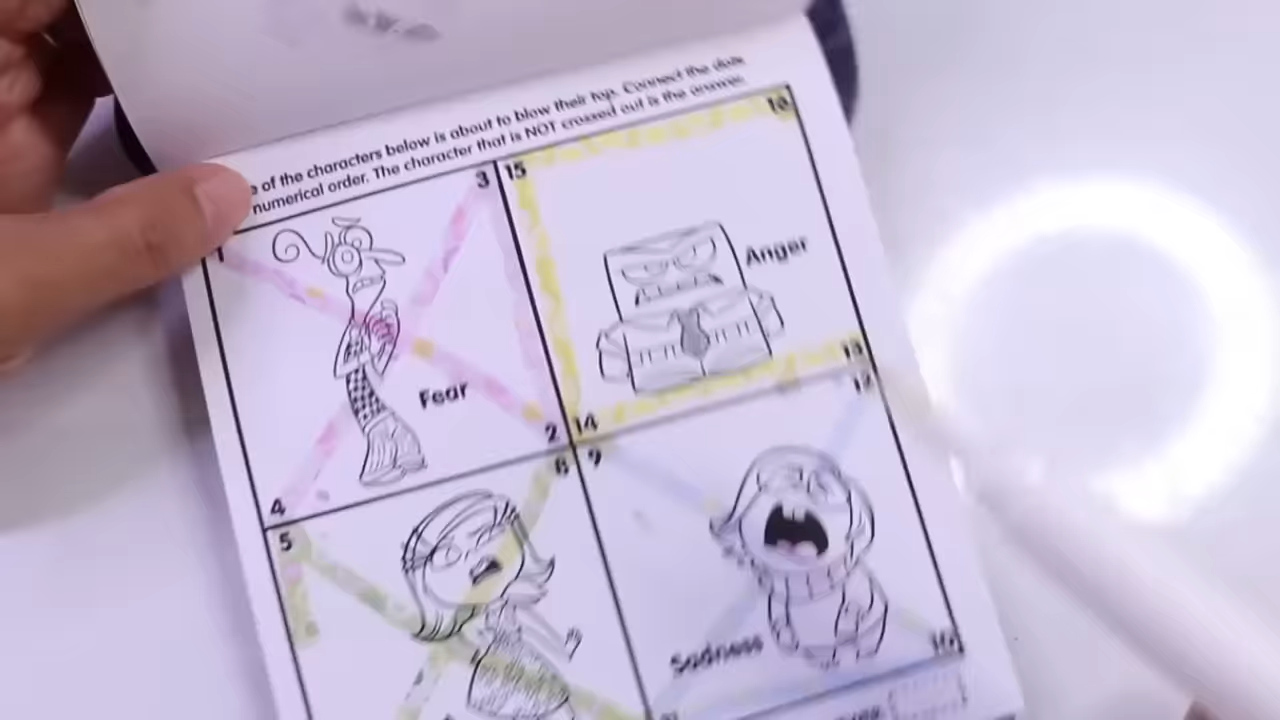 of the characters below is about to blow their top. Connect the dots
numerical order. The character that is NOT crossed out is the answer.
1
3
15
16
Anger
Fear
13
12
2
14
4
8
9
5
Sadness
10